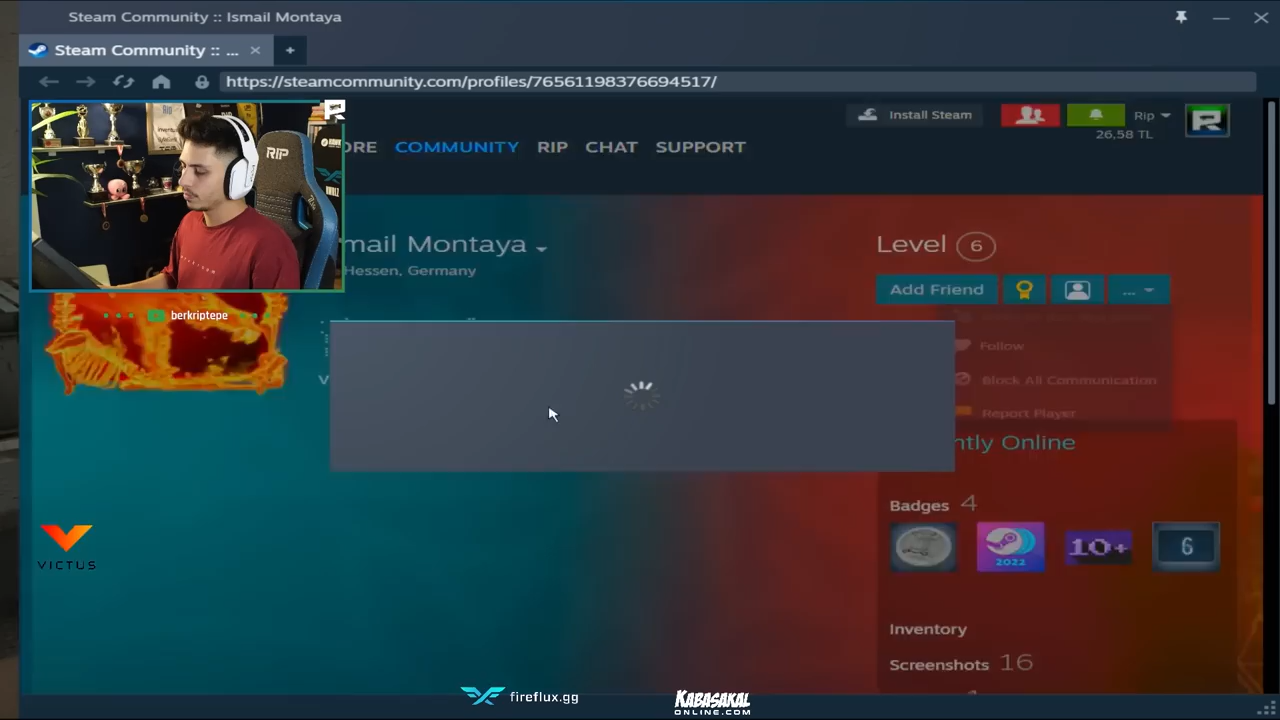 Steam Community :: Ismail Montaya
Steam Community :: ...
https://steamcommunity.com/profiles/76561198376694517/
Install Steam
Rip
26,58 TL
ORE COMMUNITY RIP CHAT SUPPORT
RIP
mail Montaya
Hessen, Germany
Level 6
Add Friend
...
berkriptepe
Follow
Block All Communication
Report Player
ntly Online
Badges 4
2022
10+
6
VICTUS
Inventory
Screenshots 16
fireflux.gg
KABASAKAL
ONLINE.COM